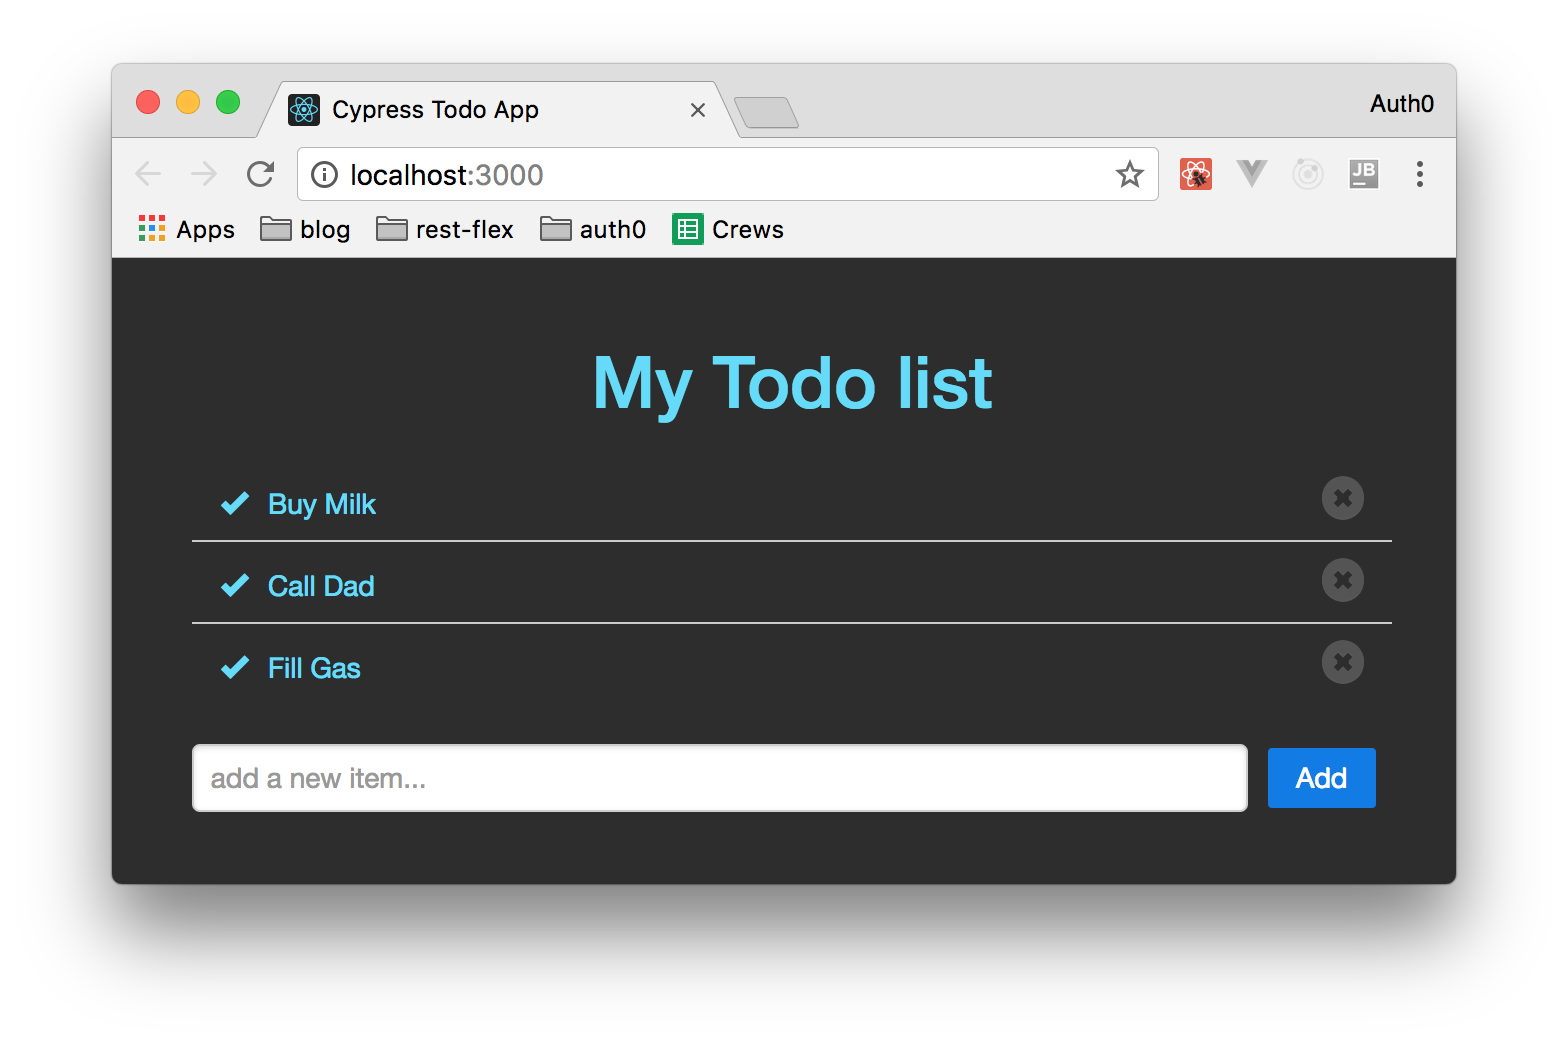 Cypress Todo App
Auth0
localhost:3000
JB
Apps blog rest-flex auth0 Crews
My Todo list
Buy Milk
Call Dad
Fill Gas
add a new item...
Add